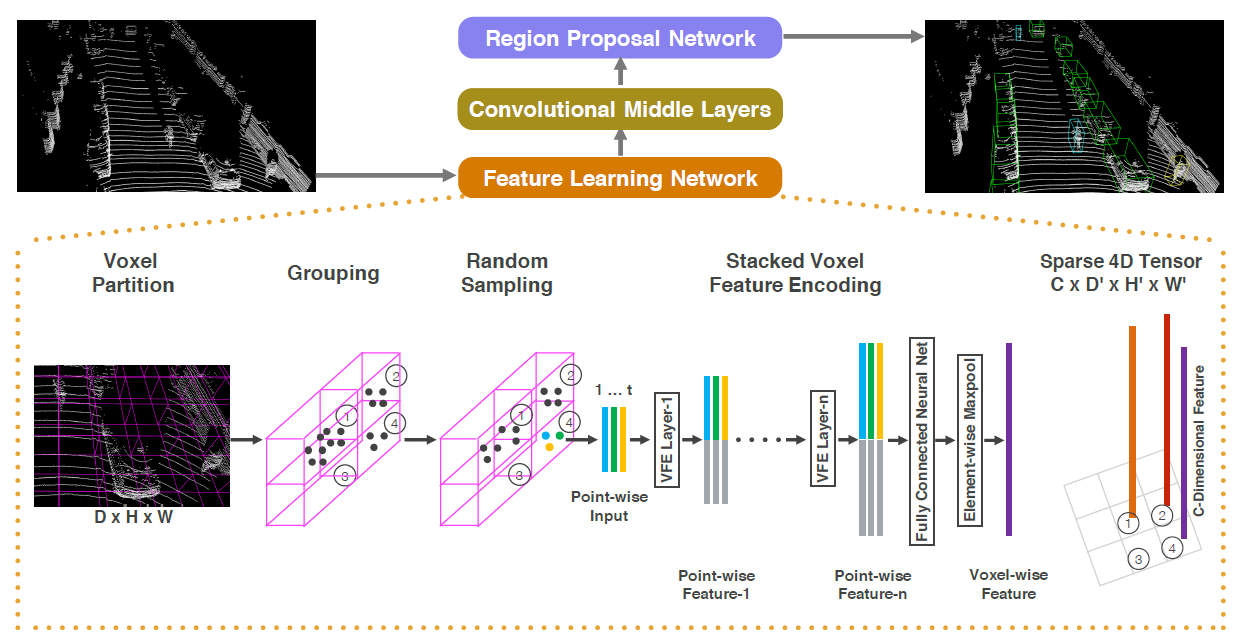 Region Proposal Network
Convolutional Middle Layers
Feature Learning Network
Voxel
Partition
Grouping
Random
Sampling
Stacked Voxel
Feature Encoding
Sparse 4D Tensor
C x D' x H' x W'
D x H x W
1
2
3
4
1
2
3
4
1 ... t
Point-wise
Input
VFE Layer-1
Point-wise
Feature-1
VFE Layer-n
Point-wise
Feature-n
Fully Connected Neural Net
Element-wise Maxpool
Voxel-wise
Feature
C-Dimensional Feature
1
2
3
4